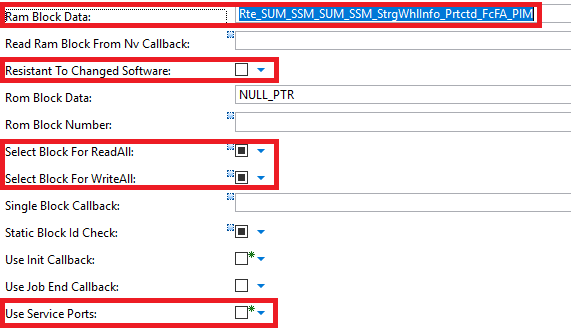 Ram Block Data: Rte_SUM_SSM_SUM_SSM_StrgWhlInfo_Prtctd_FcFA_PIM
Read Ram Block From Nv Callback:
Resistant To Changed Software:
Rom Block Data: NULL_PTR
Rom Block Number:
Select Block For ReadAll:
Select Block For WriteAll:
Single Block Callback:
Static Block Id Check:
Use Init Callback: *
Use Job End Callback:
Use Service Ports: *